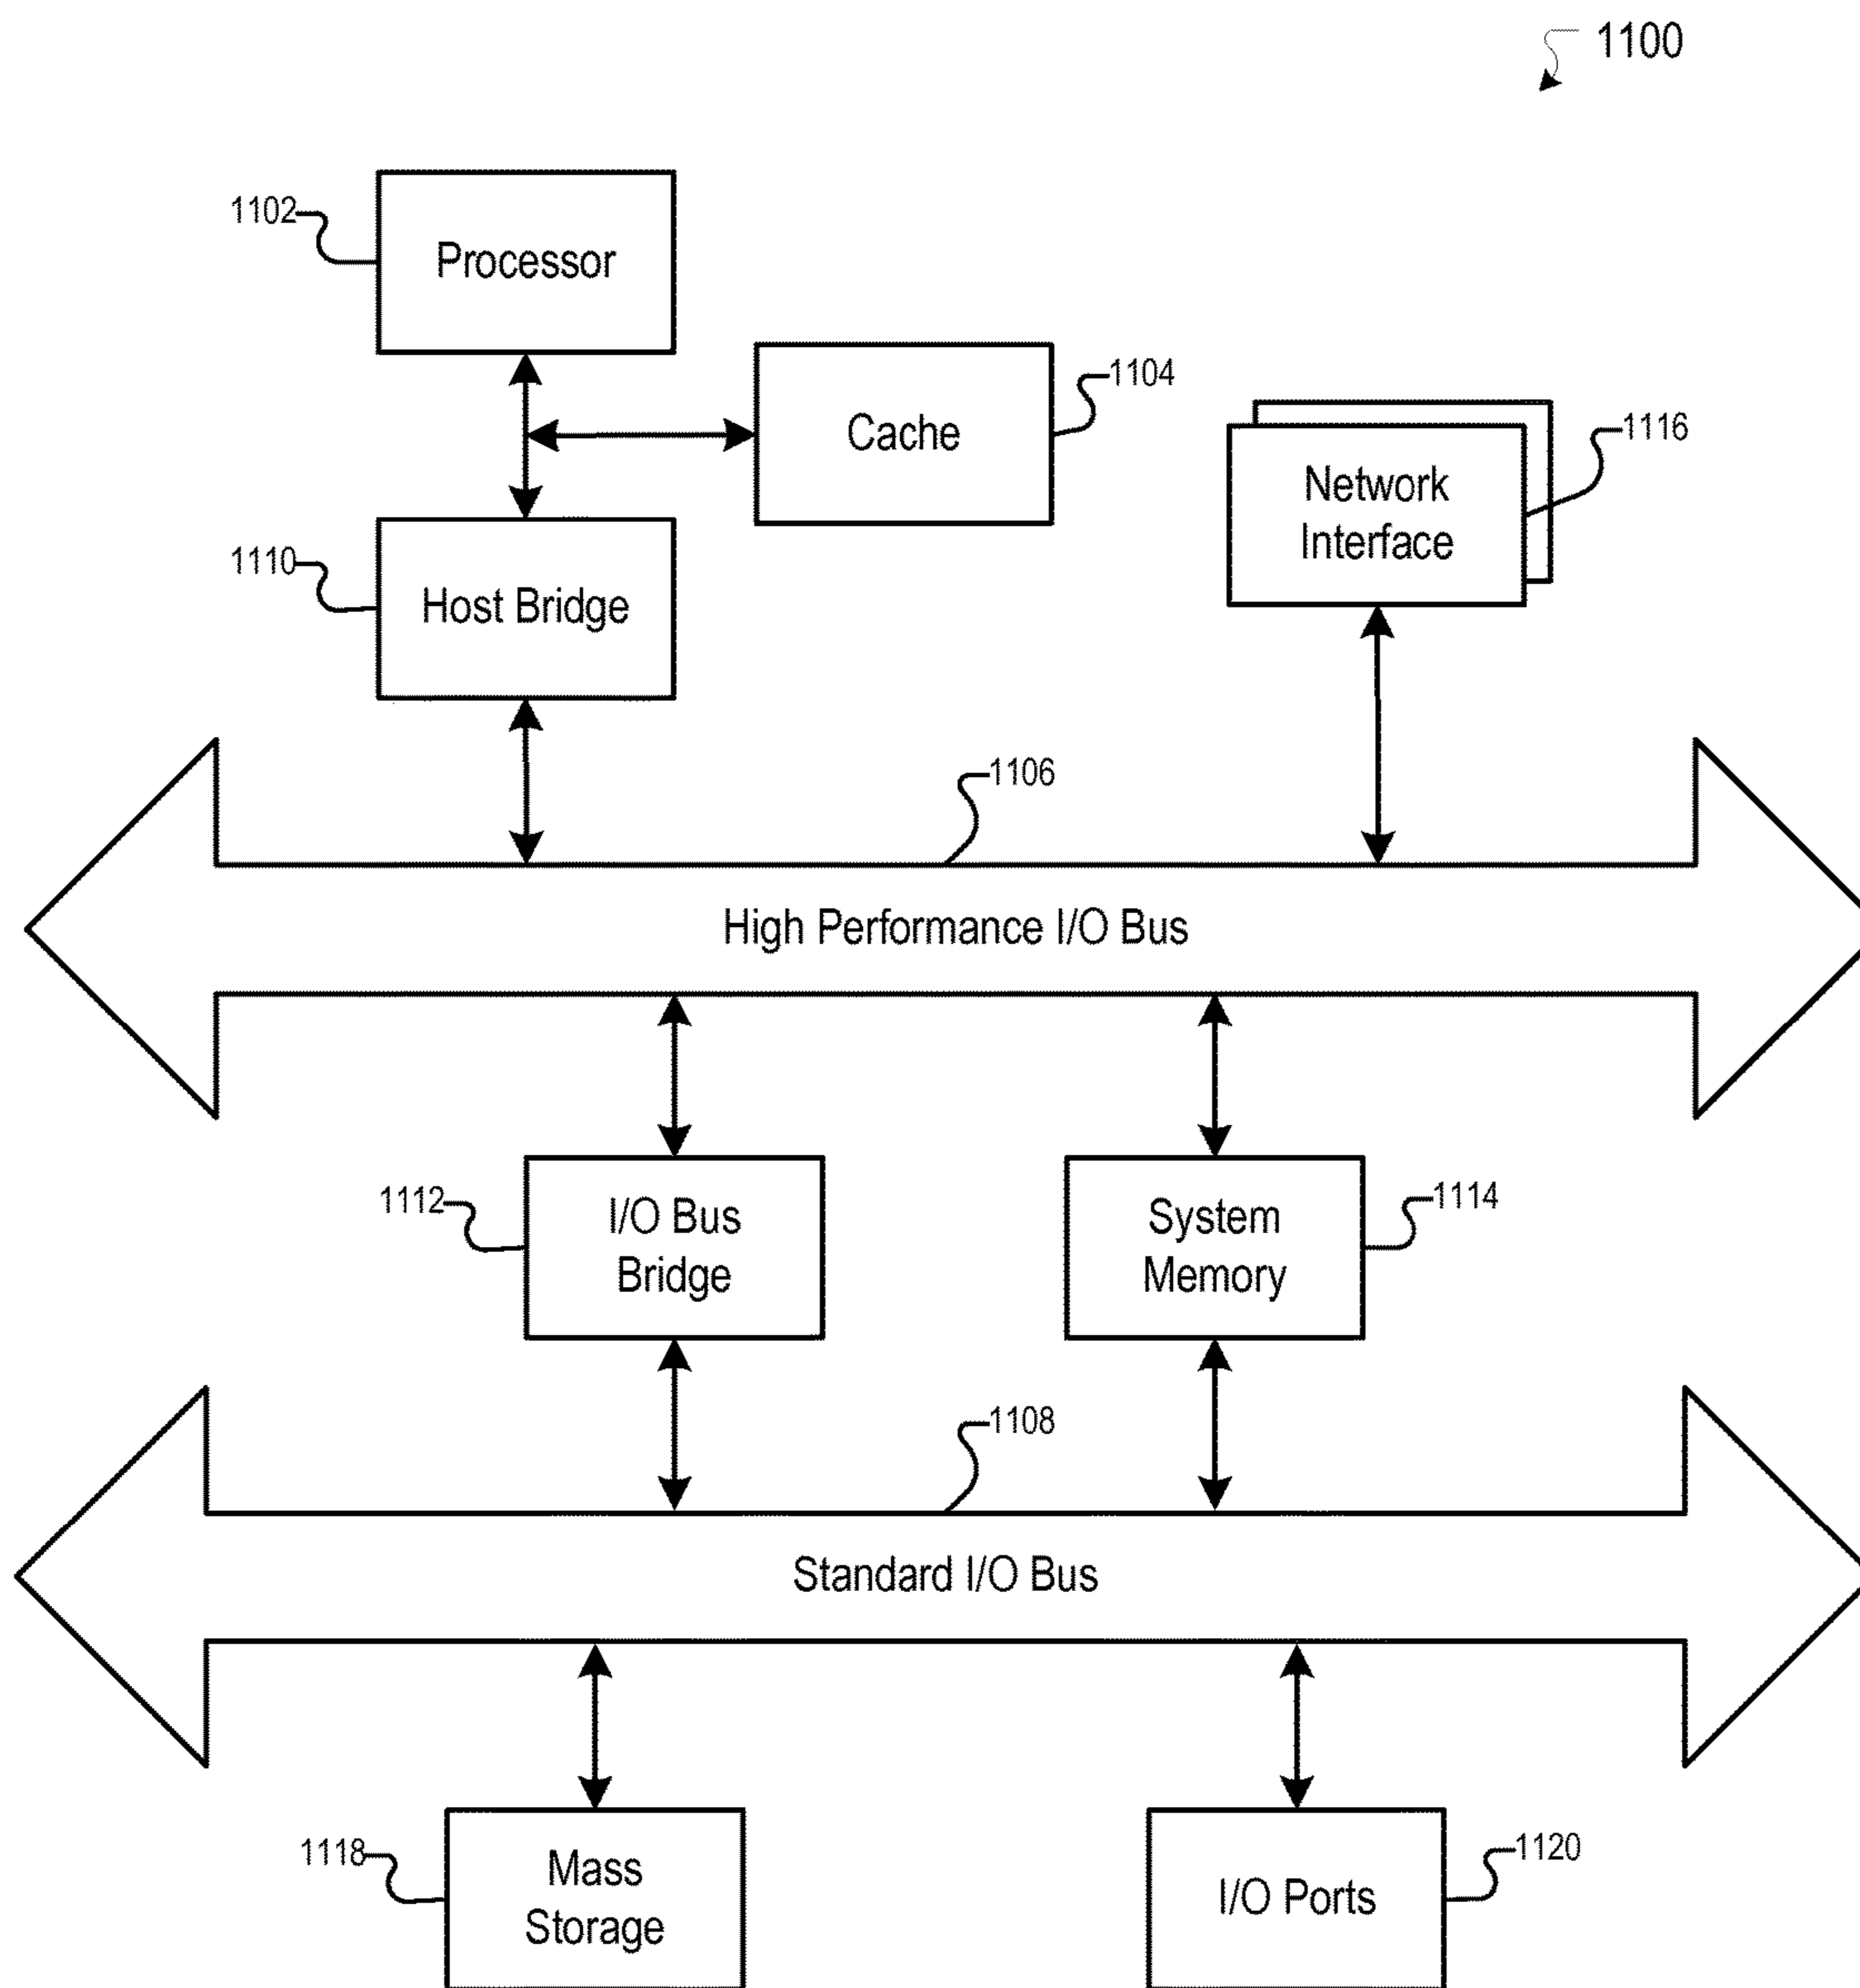 1100
1102
Processor
1104
Cache
1116
Network
Interface
1110
Host Bridge
1106
High Performance I/O Bus
1112
I/O Bus
Bridge
System
Memory
1114
1108
Standard I/O Bus
1118
Mass
Storage
I/O Ports
1120